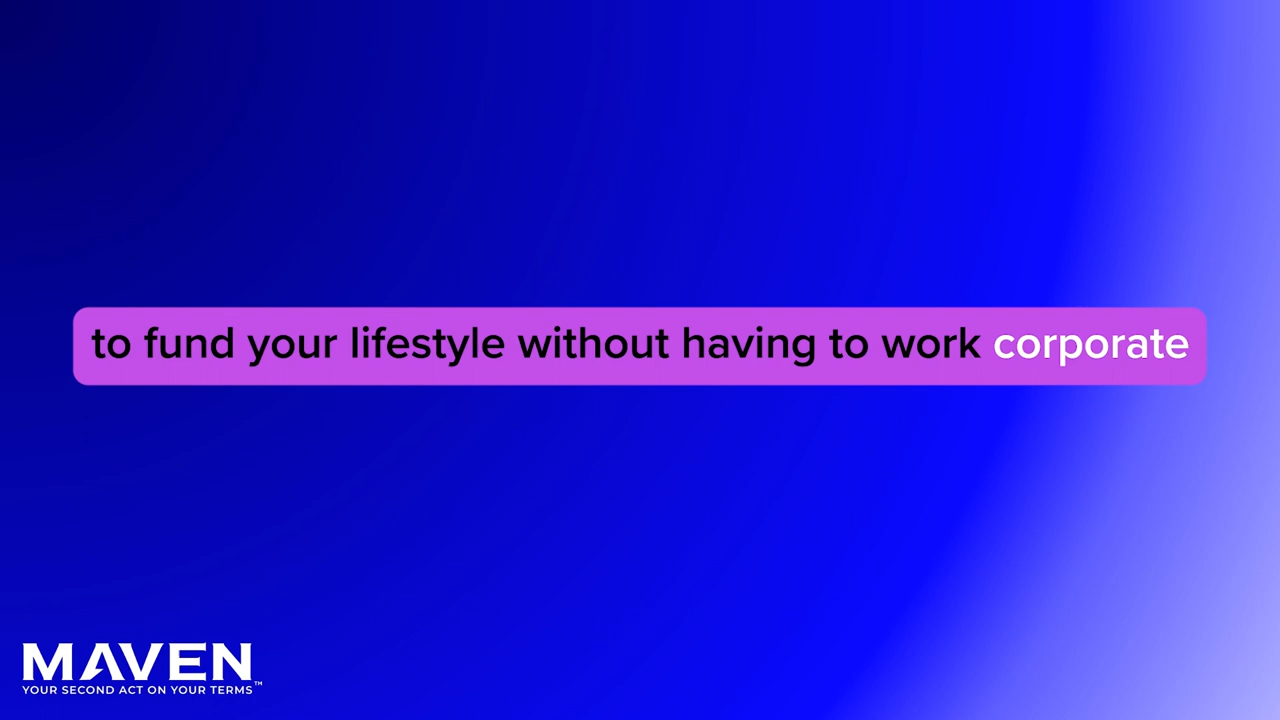 to fund your lifestyle without having to work corporate
MAVEN
YOUR SECOND ACT ON YOUR TERMS™